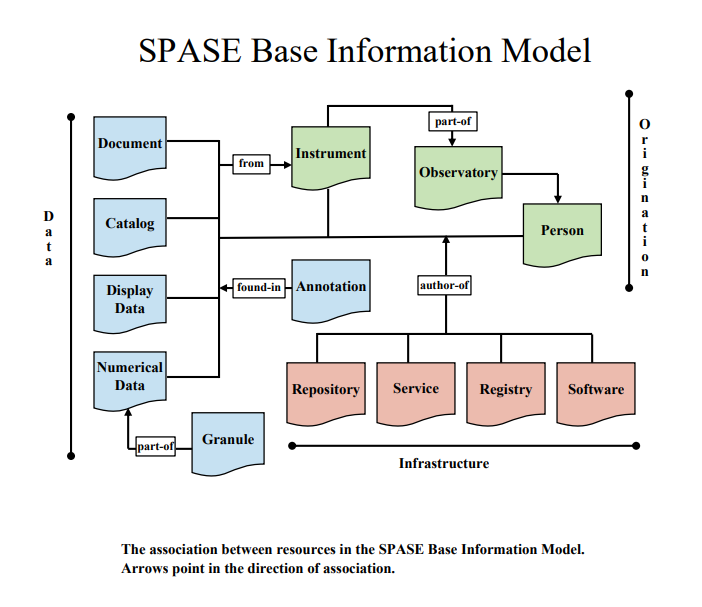 SPASE Base Information Model
Document
Catalog
Display
Data
Numerical
Data
Granule
part-of
from
found-in
Instrument
Annotation
part-of
Observatory
Person
author-of
Repository
Service
Registry
Software
Data
Origination
Infrastructure
The association between resources in the SPASE Base Information Model.
Arrows point in the direction of association.